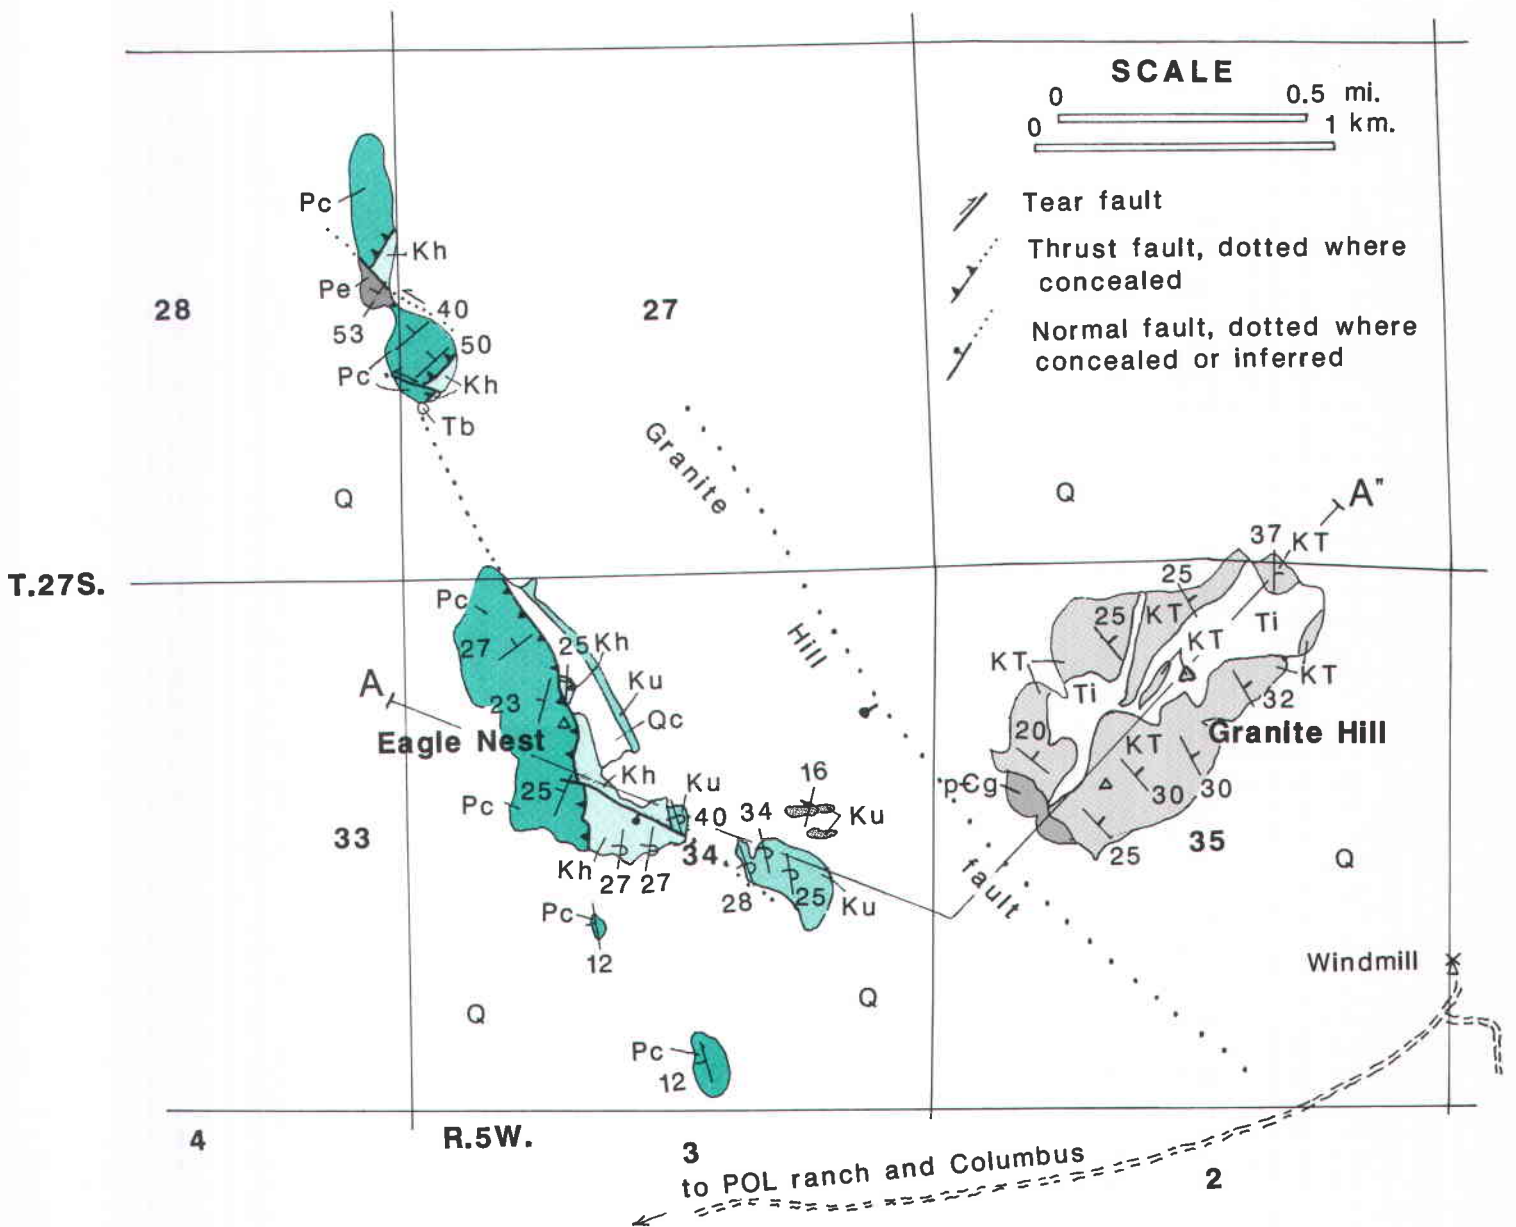 SCALE
0 0.5 mi.
0 1 km.
Tear fault
Thrust fault, dotted where
concealed
Normal fault, dotted where
concealed or inferred
Pc
Kh
Pe
28
40
27
53
50
Pc
Kh
Tb
Granite
Q
Q
A"
37
KT
T.27S.
25
Pc
25
KT
Ti
27
25
Kh
Hill
KT
KT
KT
Ku
A
Ti
32
23
Qc
20
Granite Hill
Eagle Nest
KT
Kh
Ku
16
pЄg
25
30
30
Pc
40
34
Ku
33
34
35
25
Q
Kh
27
27
fault
28
25
Ku
Pc
12
Windmill
Q
Q
Pc
12
4
R.5W.
3
to POL ranch and Columbus
2